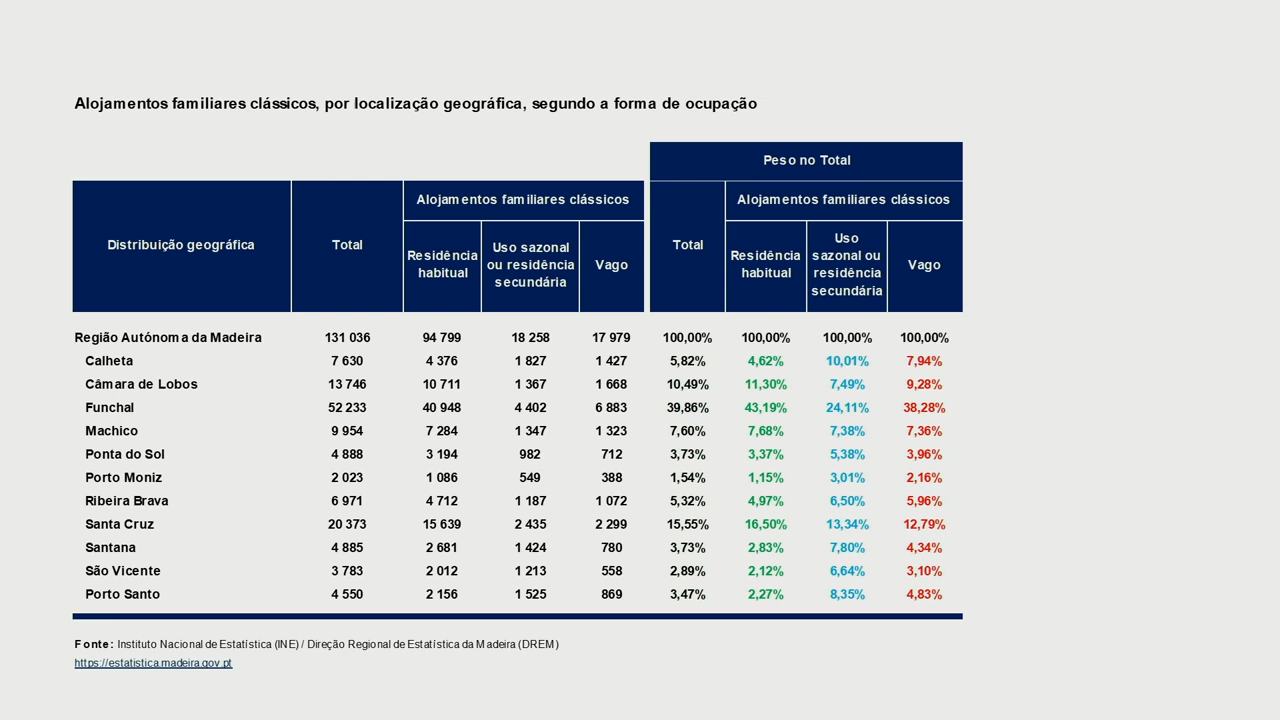 Alojamentos familiares clássicos, por localização geográfica, segundo a forma de ocupação
Peso no Total
Distribuição geográfica Total Alojamentos familiares clássicos Total Alojamentos familiares clássicos
Residência habitual Uso sazonal ou residência secundária Vago Residência habitual Uso sazonal ou residência secundária Vago
Região Autónoma da Madeira 131 036 94 799 18 258 17 979 100,00% 100,00% 100,00% 100,00%
Calheta 7 630 4 376 1 827 1 427 5,82% 4,62% 10,01% 7,94%
Câmara de Lobos 13 746 10 711 1 367 1 668 10,49% 11,30% 7,49% 9,28%
Funchal 52 233 40 948 4 402 6 883 39,86% 43,19% 24,11% 38,28%
Machico 9 954 7 284 1 347 1 323 7,60% 7,68% 7,38% 7,36%
Ponta do Sol 4 888 3 194 982 712 3,73% 3,37% 5,38% 3,96%
Porto Moniz 2 023 1 086 549 388 1,54% 1,15% 3,01% 2,16%
Ribeira Brava 6 971 4 712 1 187 1 072 5,32% 4,97% 6,50% 5,96%
Santa Cruz 20 373 15 639 2 435 2 299 15,55% 16,50% 13,34% 12,79%
Santana 4 885 2 681 1 424 780 3,73% 2,83% 7,80% 4,34%
São Vicente 3 783 2 012 1 213 558 2,89% 2,12% 6,64% 3,10%
Porto Santo 4 550 2 156 1 525 869 3,47% 2,27% 8,35% 4,83%
Fonte: Instituto Nacional de Estatística (INE) / Direção Regional de Estatística da Madeira (DREM)
https://estatistica.madeira.gov.pt